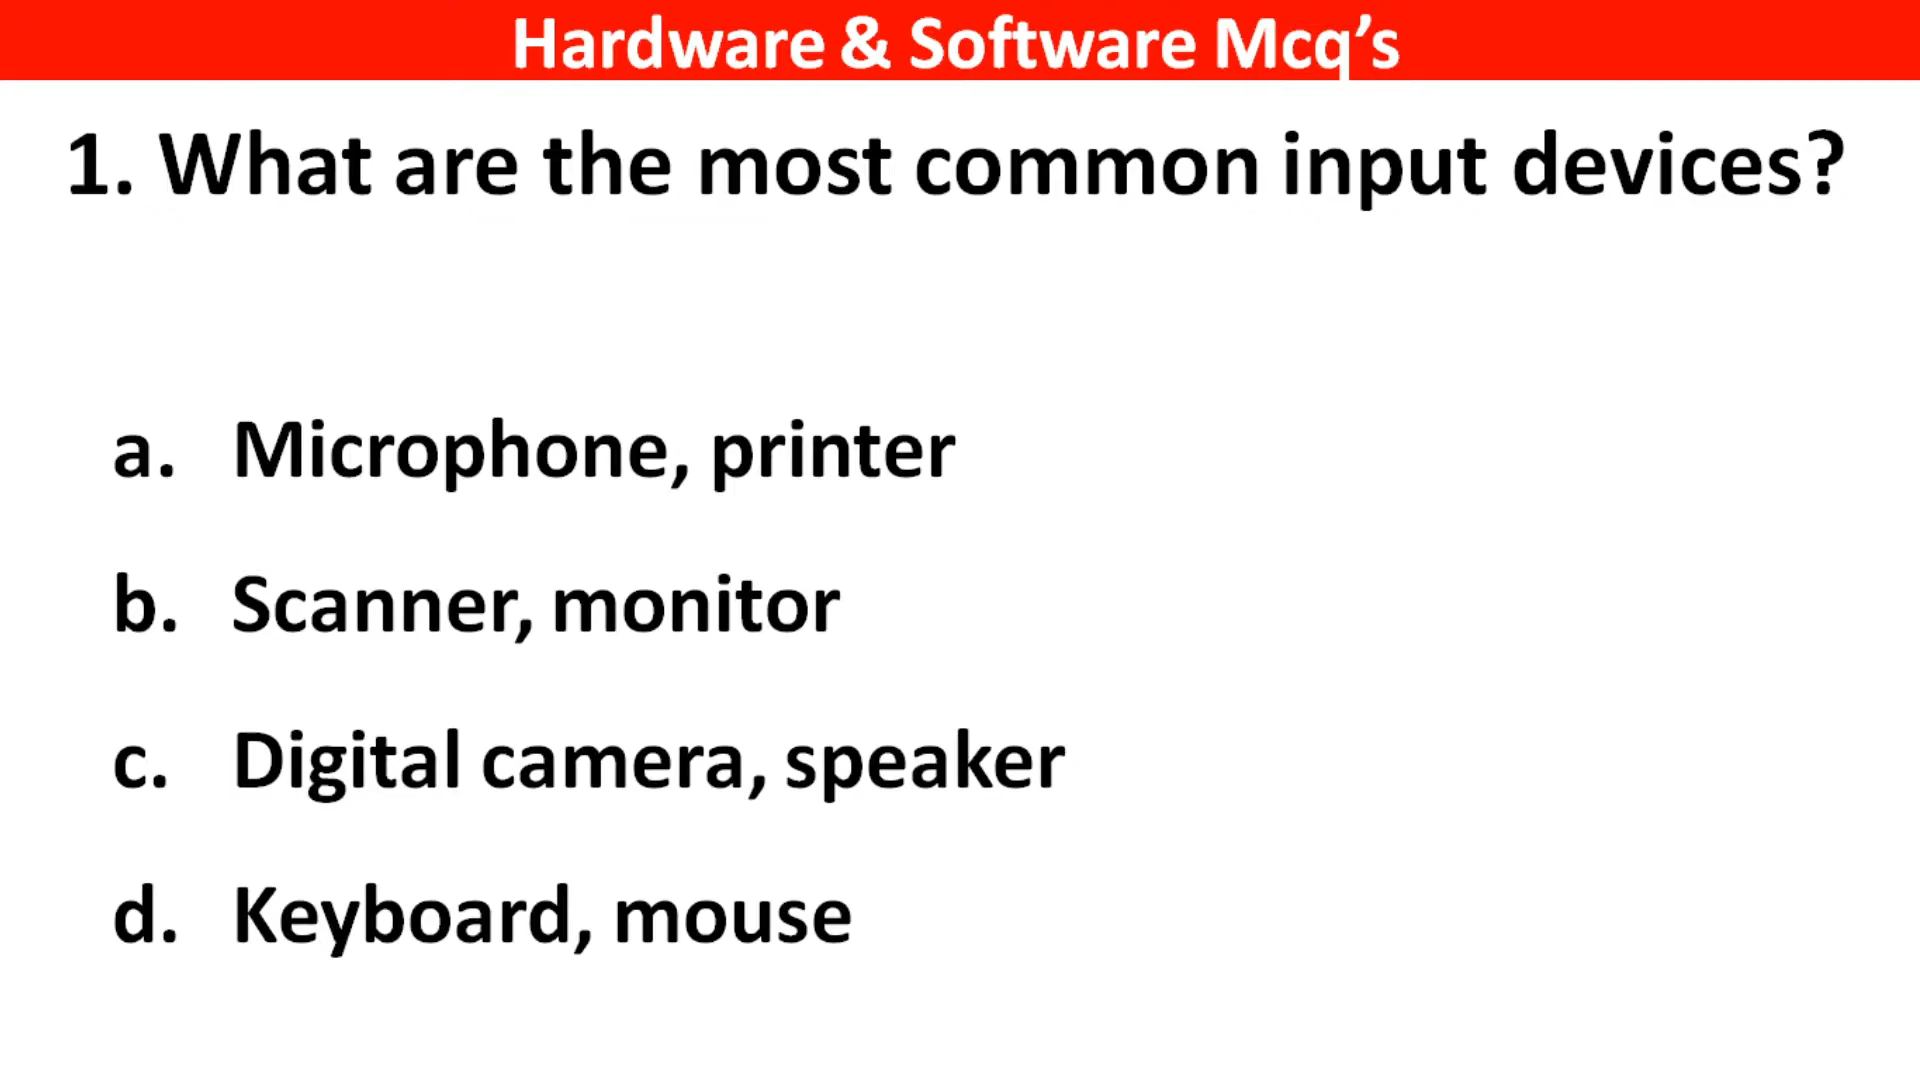 Hardware & Software Mcq’s
1. What are the most common input devices?
a. Microphone, printer
b. Scanner, monitor
c. Digital camera, speaker
d. Keyboard, mouse